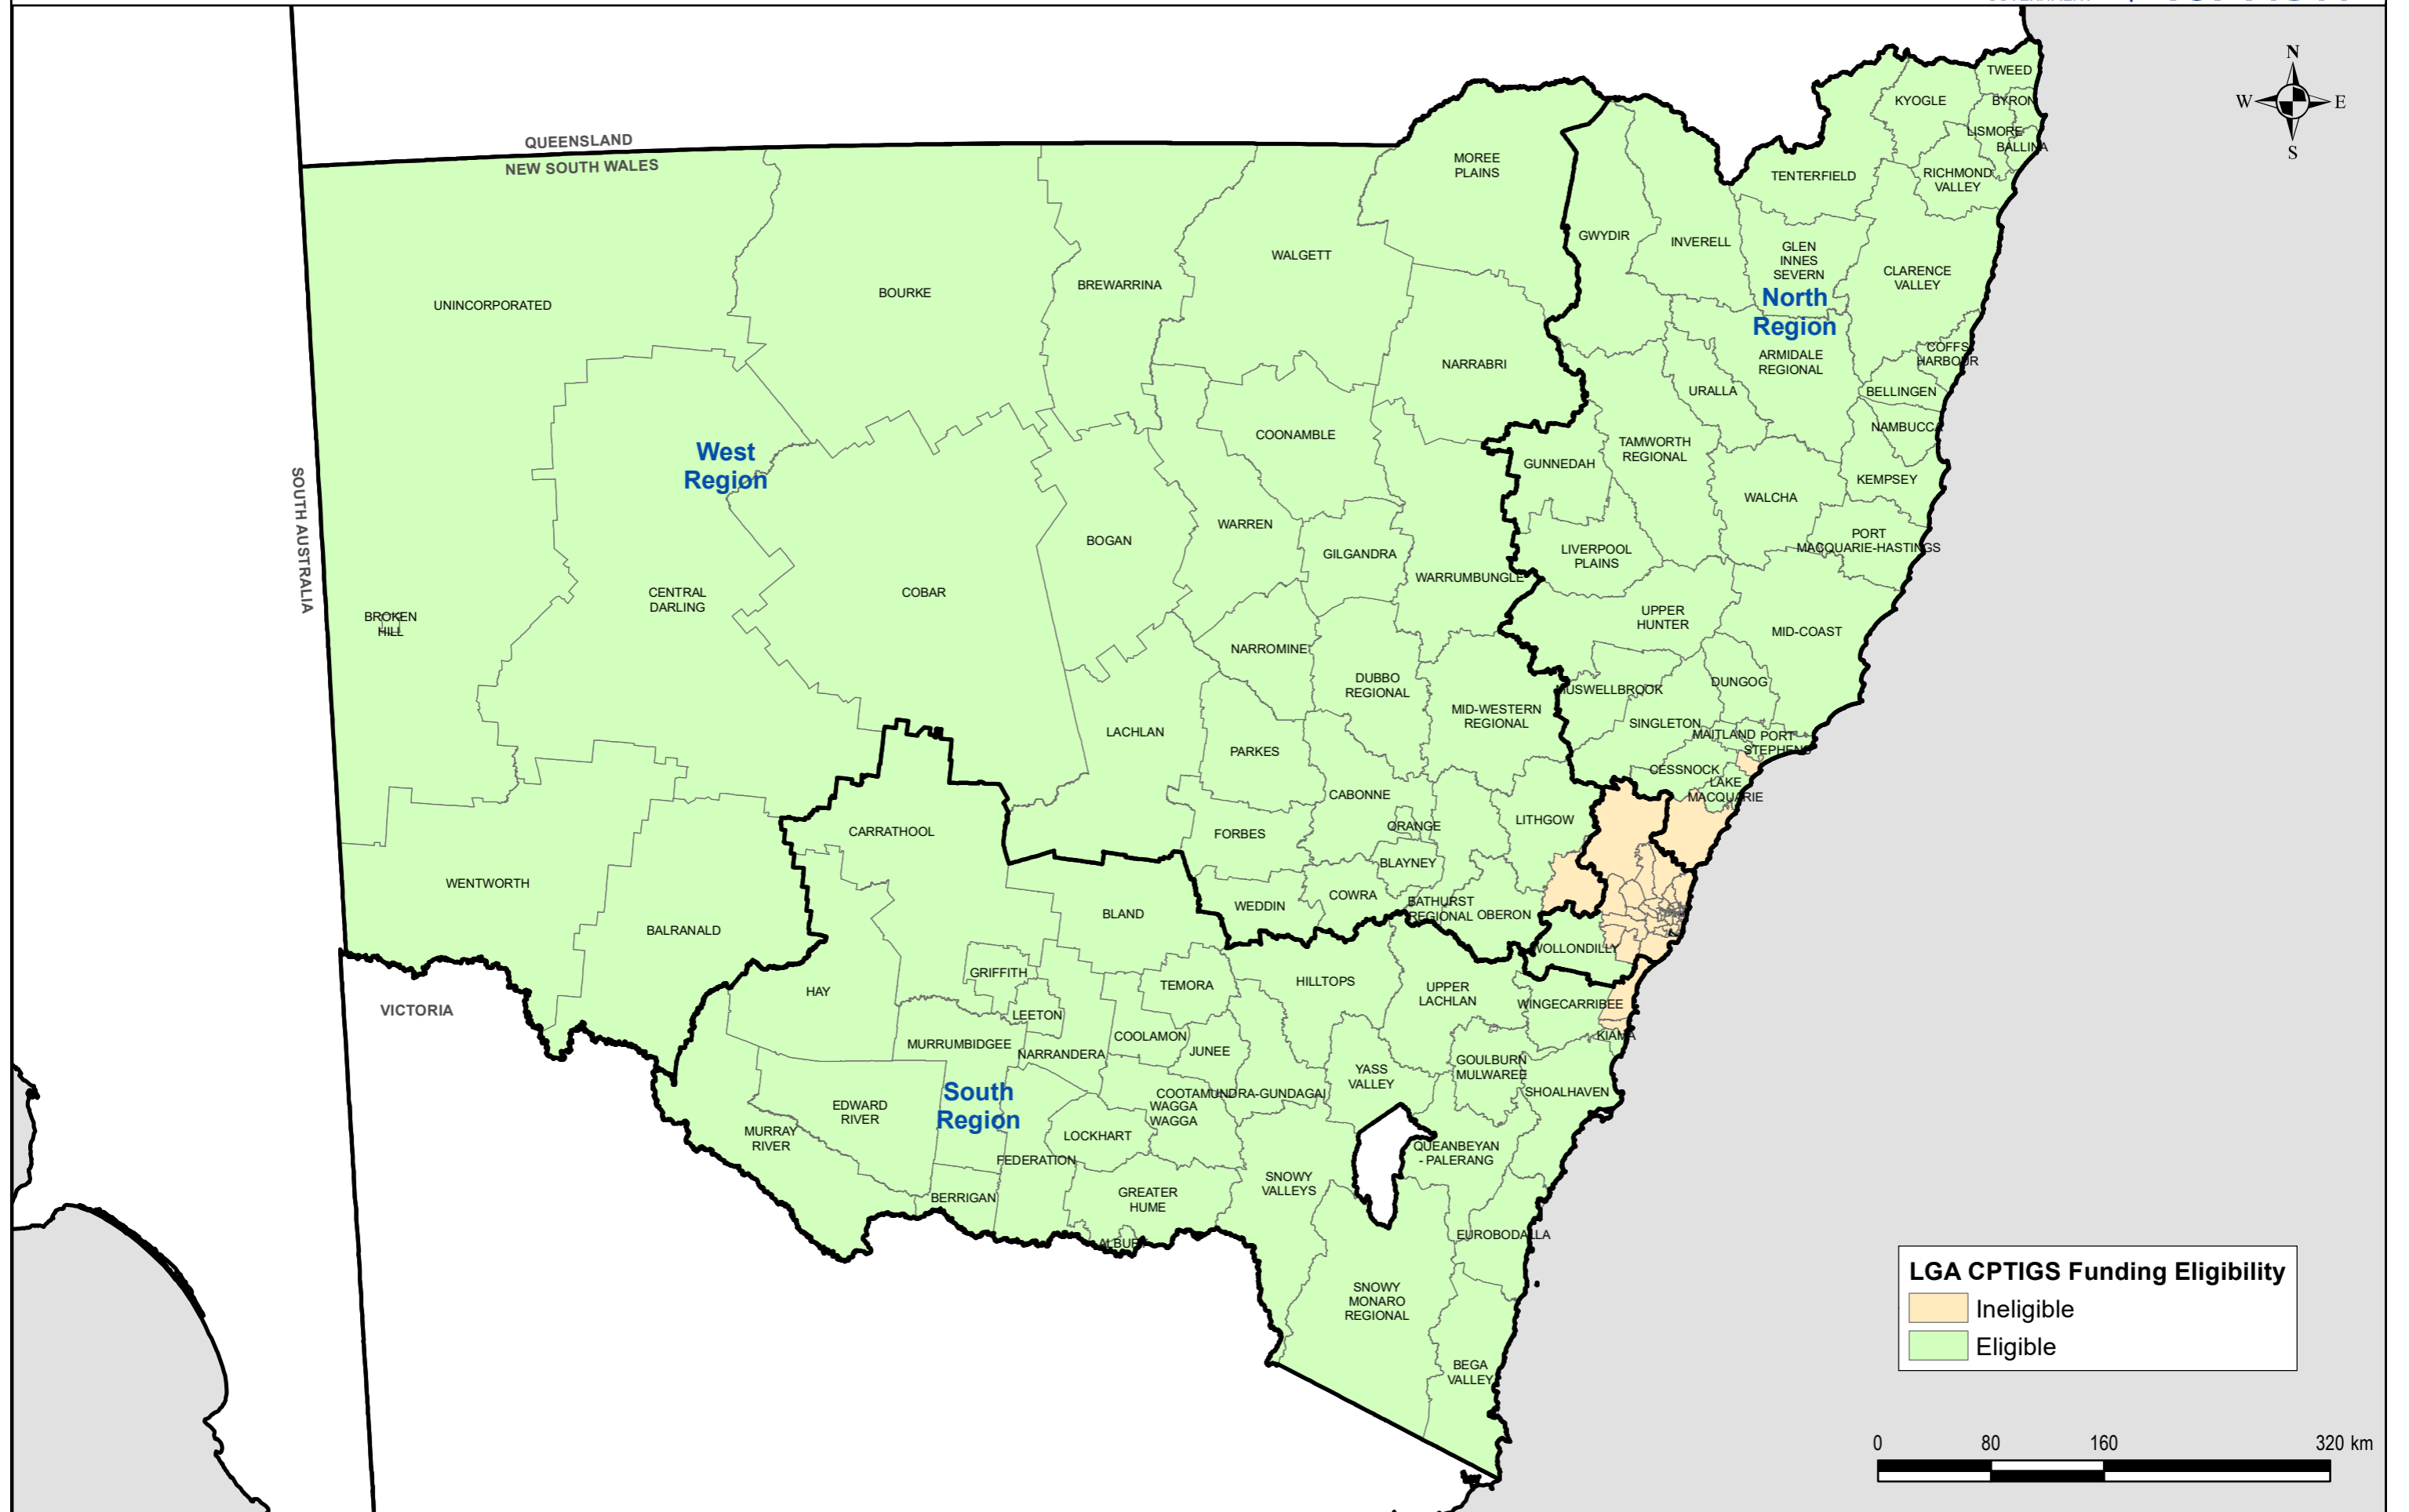 N
W
E
S
QUEENSLAND
NEW SOUTH WALES
SOUTH AUSTRALIA
VICTORIA
West
Region
North
Region
South
Region
TWEED
KYOGLE
BYRON
LISMORE
BALLINA
RICHMOND
VALLEY
TENTERFIELD
MOREE
PLAINS
GWYDIR
INVERELL
GLEN
INNES
SEVERN
CLARENCE
VALLEY
WALGETT
BREWARRINA
BOURKE
UNINCORPORATED
NARRABRI
ARMIDALE
REGIONAL
COFFS
HARBOUR
URALLA
BELLINGEN
NAMBUCCA
COONAMBLE
TAMWORTH
REGIONAL
GUNNEDAH
KEMPSEY
WALCHA
WARREN
BOGAN
GILGANDRA
PORT
MACQUARIE-HASTINGS
LIVERPOOL
PLAINS
WARRUMBUNGLE
COBAR
CENTRAL
DARLING
BROKEN
HILL
UPPER
HUNTER
MID-COAST
NARROMINE
DUBBO
REGIONAL
MUSWELLBROOK
DUNGOG
MID-WESTERN
REGIONAL
SINGLETON
MAITLAND
PORT
STEPHENS
LACHLAN
PARKES
CESSNOCK
LAKE
MACQUARIE
CABONNE
ORANGE
LITHGOW
CARRATHOOL
FORBES
BLAYNEY
WENTWORTH
COWRA
WEDDIN
BATHURST
REGIONAL
OBERON
BLAND
BALRANALD
WOLLONDILLY
GRIFFITH
HILLTOPS
TEMORA
HAY
UPPER
LACHLAN
WINGECARRIBEE
LEETON
KIAMA
COOLAMON
MURRUMBIDGEE
NARRANDERA
JUNEE
GOULBURN
MULWAREE
YASS
VALLEY
SHOALHAVEN
COOTAMUNDRA-GUNDAGAI
WAGGA
WAGGA
EDWARD
RIVER
MURRAY
RIVER
LOCKHART
QUEANBEYAN
- PALERANG
FEDERATION
SNOWY
VALLEYS
BERRIGAN
GREATER
HUME
ALBURY
EUROBODALLA
SNOWY
MONARO
REGIONAL
BEGA
VALLEY
LGA CPTIGS Funding Eligibility
Ineligible
Eligible
0 80 160 320 km